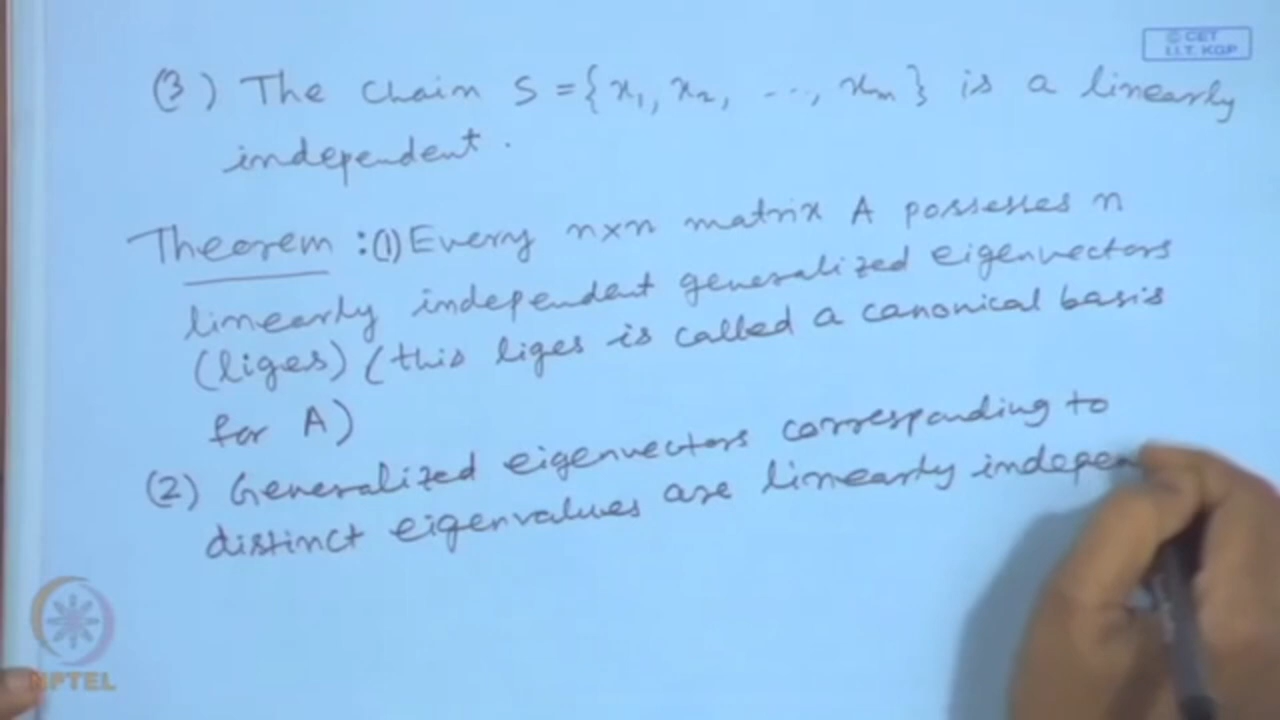 © CET
I.I.T. KGP
(3) The chain S = {x₁, x₂, ..., xₘ} is a linearly
independent.
Theorem : (1) Every n×n matrix A possesses n
linearly independent generalized eigenvectors
(liges) (this liges is called a canonical basis
for A)
(2) Generalized eigenvectors corresponding to
distinct eigenvalues are linearly indepen
NPTEL